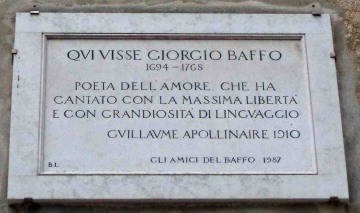 QVI VISSE GIORGIO BAFFO
1694-1768
POETA DELL'AMORE, CHE HA
CANTATO CON LA MASSIMA LIBERTA'
E CON GRANDIOSITA' DI LINGVAGGIO
GVILLAVME APOLLINAIRE 1910
GLI AMICI DEL BAFFO 1987
B.L.